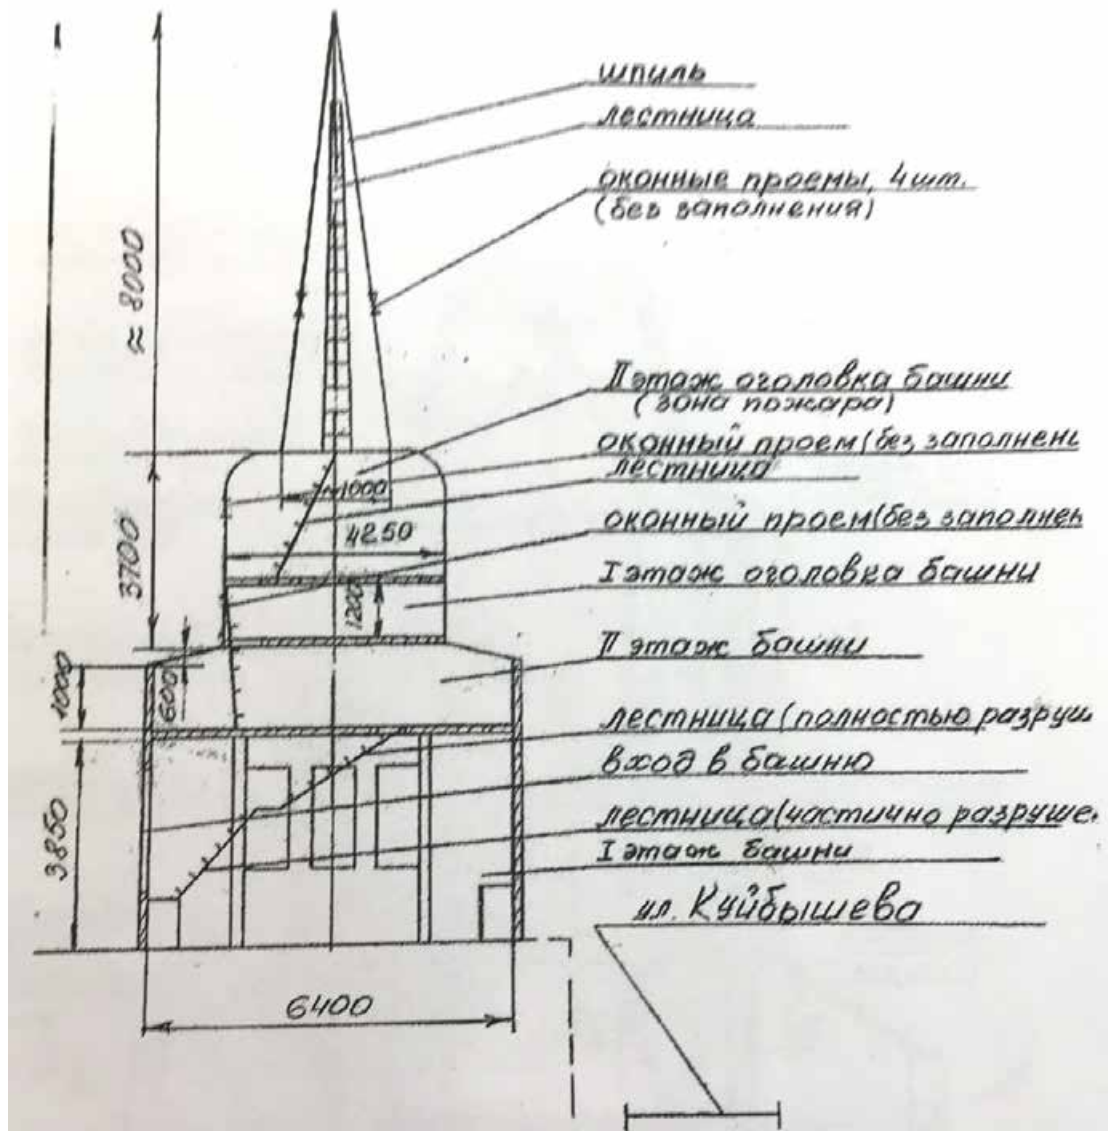 шпиль
лестница
оконные проемы, 4шт.
(без заполнения)
≈ 8000
II этаж оголовка башни
(зона пожара)
оконный проем (без заполнени
лестница
~1000
4250
оконный проем (без заполнен
3700
I этаж оголовка башни
1200
II этаж башни
1000
600
лестница (полностью разруш
вход в башню
лестница (частично разруше.
3850
I этаж башни
ул. Куйбышева
6400